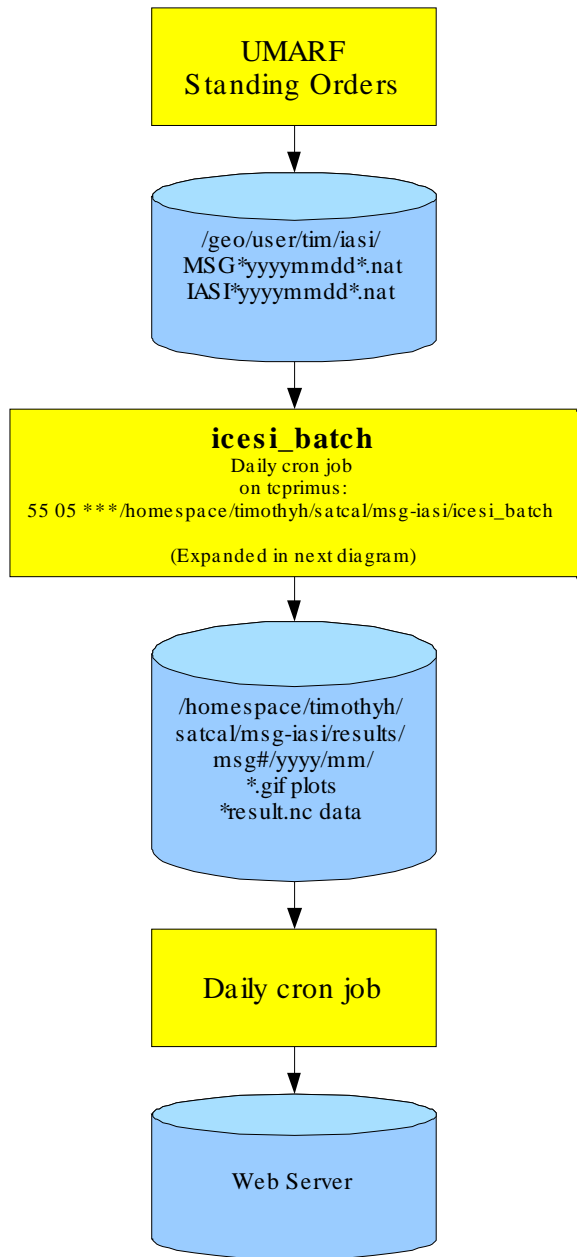 UMARF
Standing Orders
/geo/user/tim/iasi/
MSG*yyyymmdd*.nat
IASI*yyyymmdd*.nat
icesi_batch
Daily cron job
on tcprimus:
55 05 ***/homespace/timothyh/satcal/msg-iasi/icesi_batch
(Expanded in next diagram)
/homespace/timothyh/
satcal/msg-iasi/results/
msg#/yyyy/mm/
*.gif plots
*result.nc data
Daily cron job
Web Server